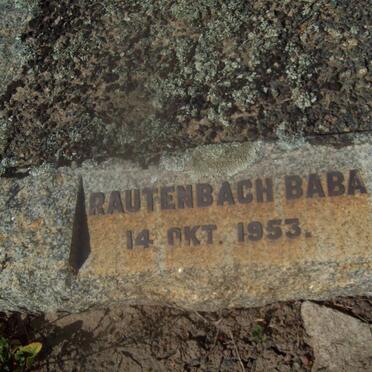 RAUTENBACH BABA
14. OKT. 1953.